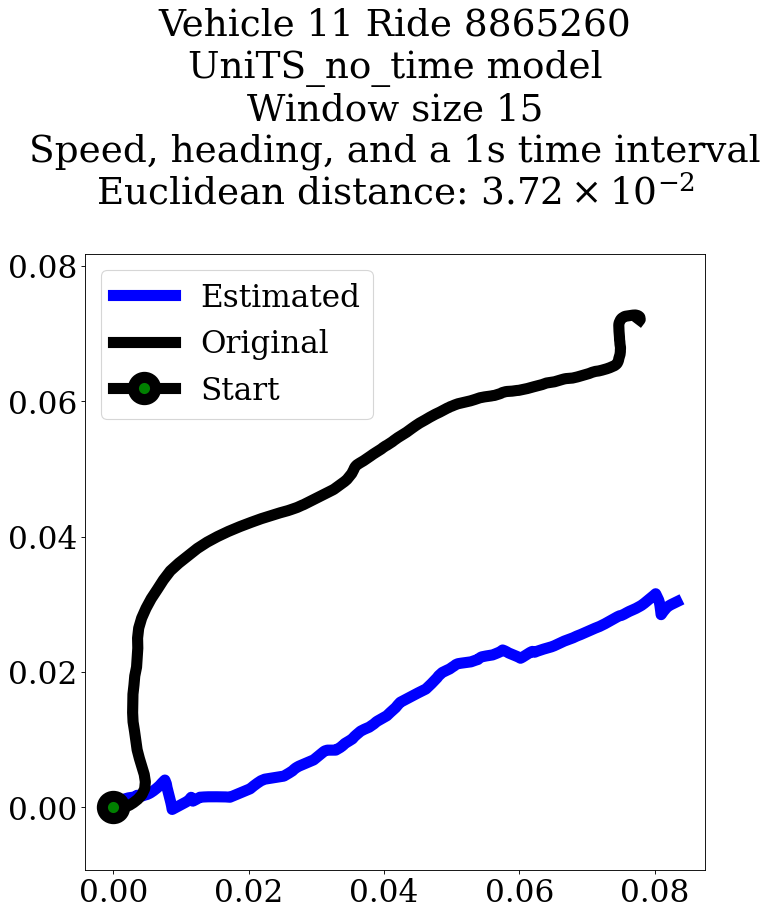 Vehicle 11 Ride 8865260
UniTS_no_time model
Window size 15
Speed, heading, and a 1s time interval
Euclidean distance: 3.72 × 10⁻²
Estimated
Original
Start
0.08
0.06
0.04
0.02
0.00
0.00 0.02 0.04 0.06 0.08